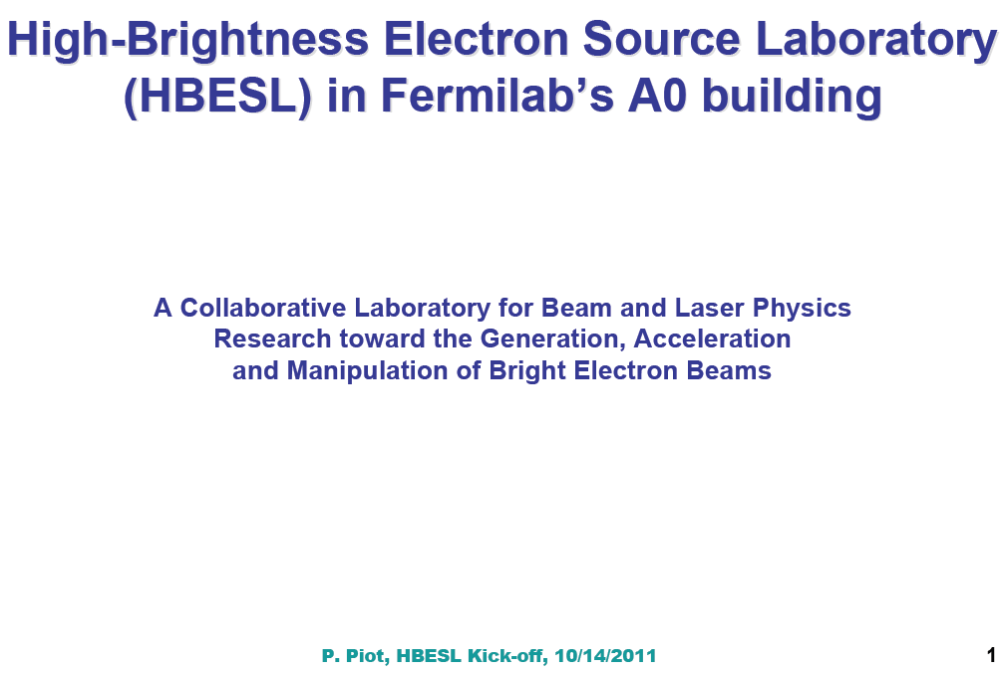 High-Brightness Electron Source Laboratory
(HBESL) in Fermilab’s A0 building
A Collaborative Laboratory for Beam and Laser Physics
Research toward the Generation, Acceleration
and Manipulation of Bright Electron Beams
P. Piot, HBESL Kick-off, 10/14/2011
1